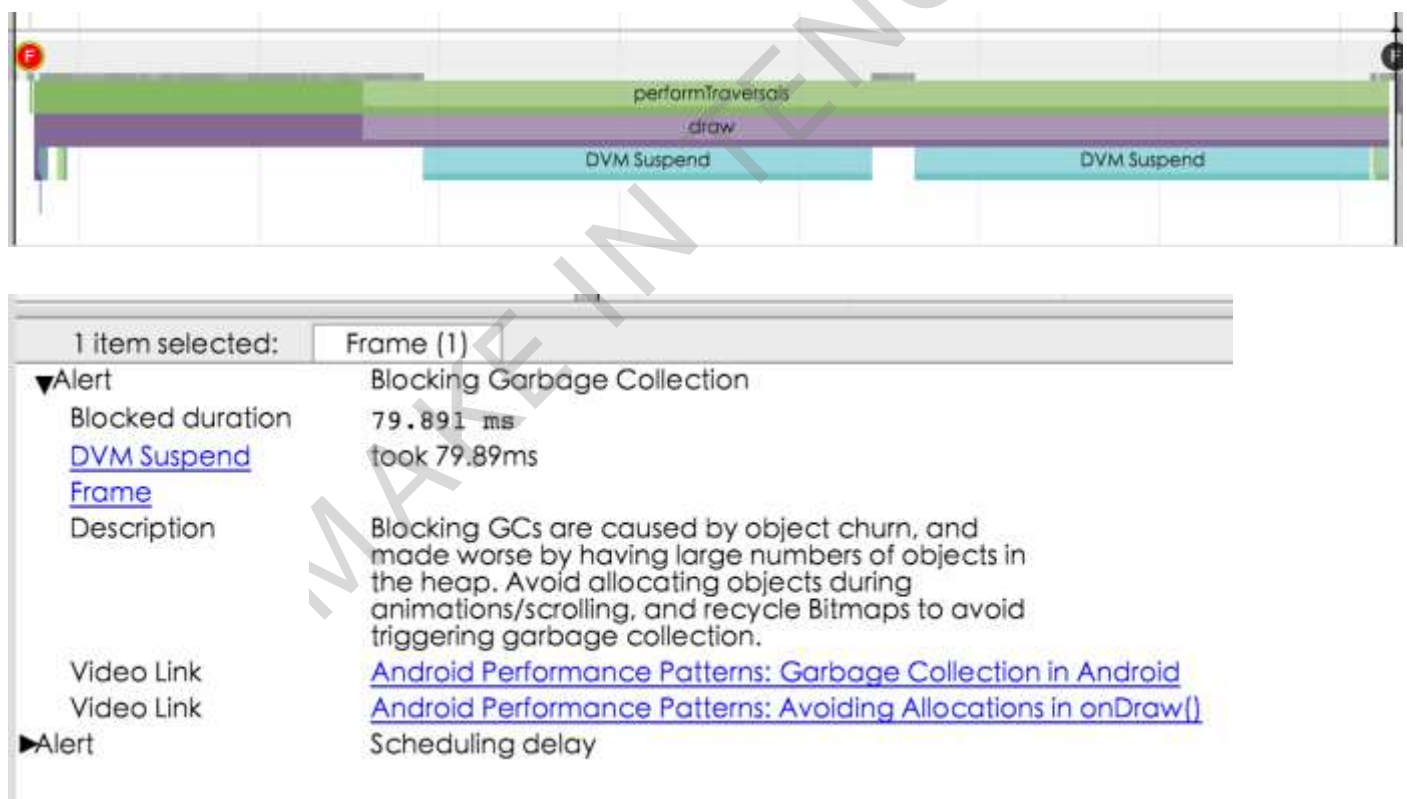 F
F
performTraversals
draw
DVM Suspend
DVM Suspend
MAKE IN TENC
1 item selected:
Frame (1)
Alert
Blocking Garbage Collection
Blocked duration
79.891 ms
DVM Suspend
took 79.89ms
Frame
Description
Blocking GCs are caused by object churn, and
made worse by having large numbers of objects in
the heap. Avoid allocating objects during
animations/scrolling, and recycle Bitmaps to avoid
triggering garbage collection.
Video Link
Android Performance Patterns: Garbage Collection in Android
Video Link
Android Performance Patterns: Avoiding Allocations in onDraw()
Alert
Scheduling delay